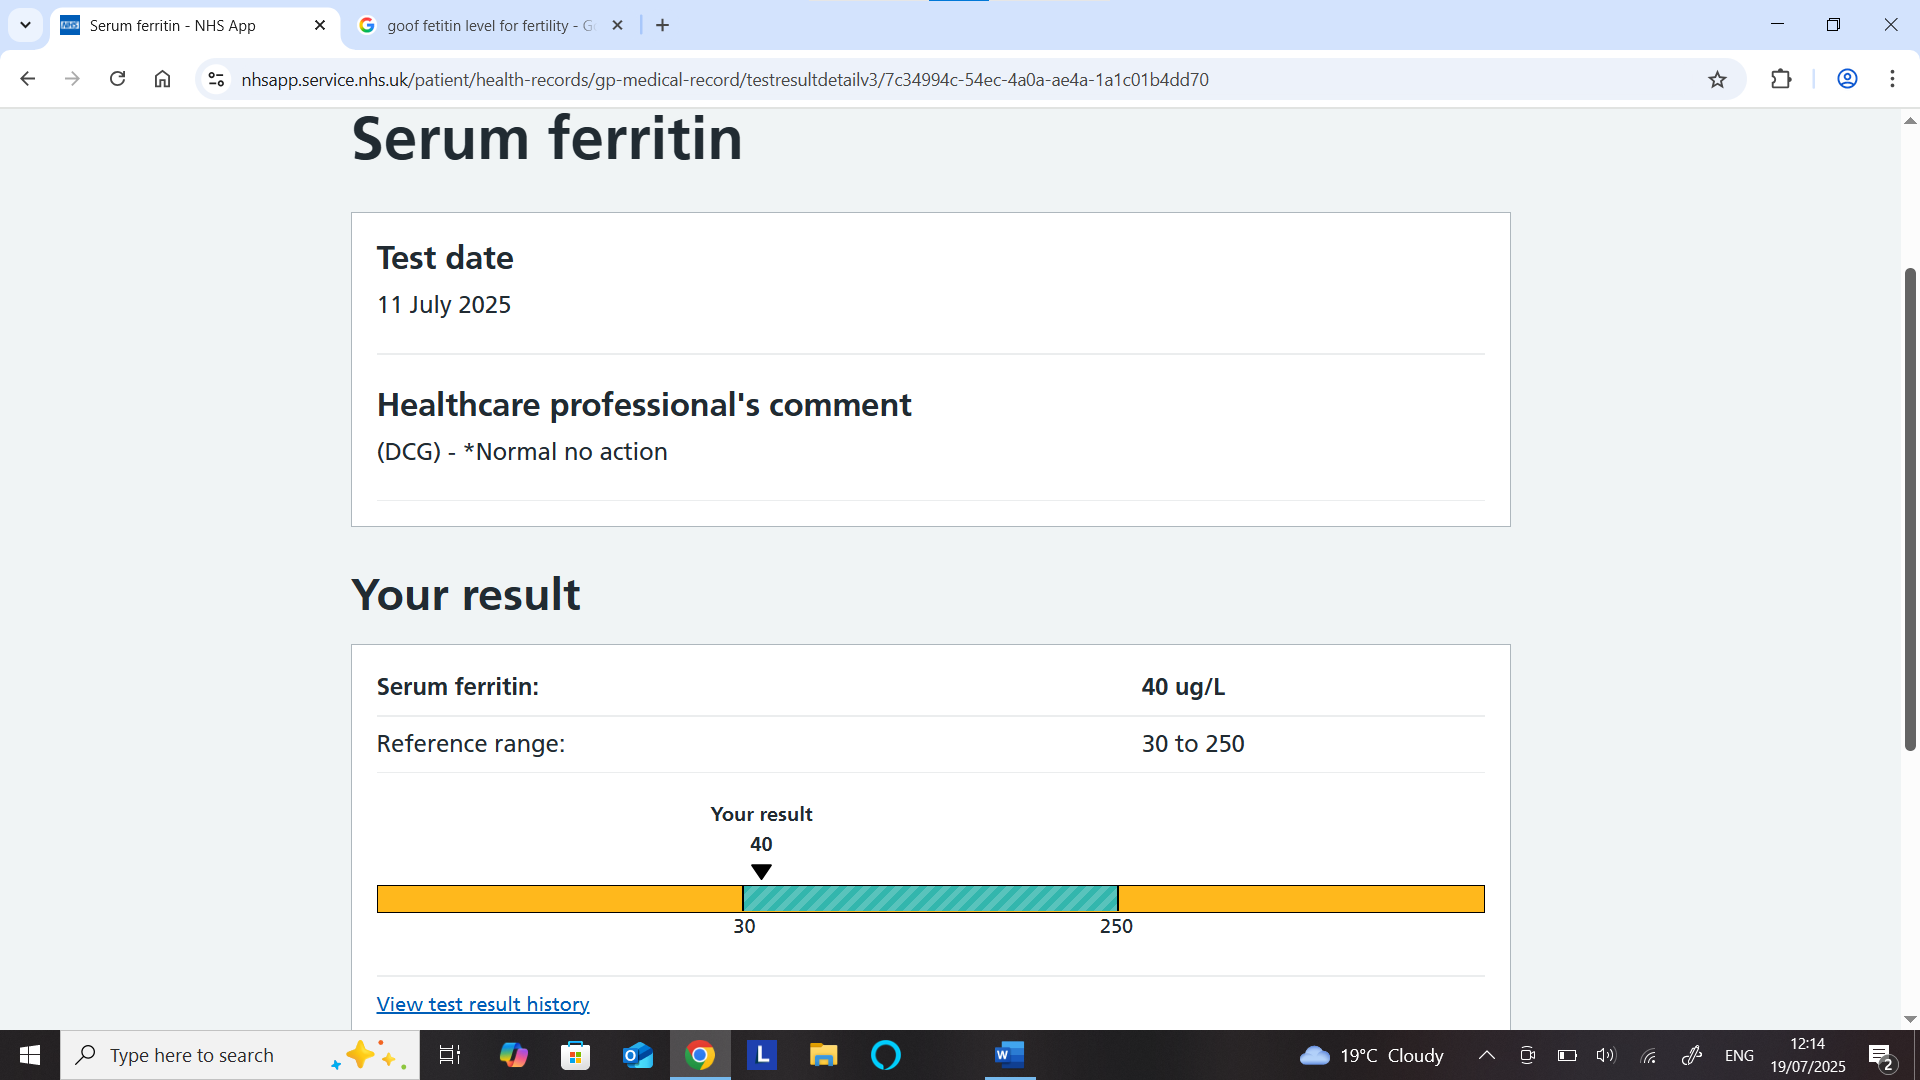 Serum ferritin - NHS App
goof fetitin level for fertility - G
nhsapp.service.nhs.uk/patient/health-records/gp-medical-record/testresultdetailv3/7c34994c-54ec-4a0a-ae4a-1a1c01b4dd70
Serum ferritin
Test date
11 July 2025
Healthcare professional's comment
(DCG) - *Normal no action
Your result
Serum ferritin: 40 ug/L
Reference range: 30 to 250
Your result
40
30 250
View test result history
Type here to search
19°C Cloudy
ENG
12:14
19/07/2025
2